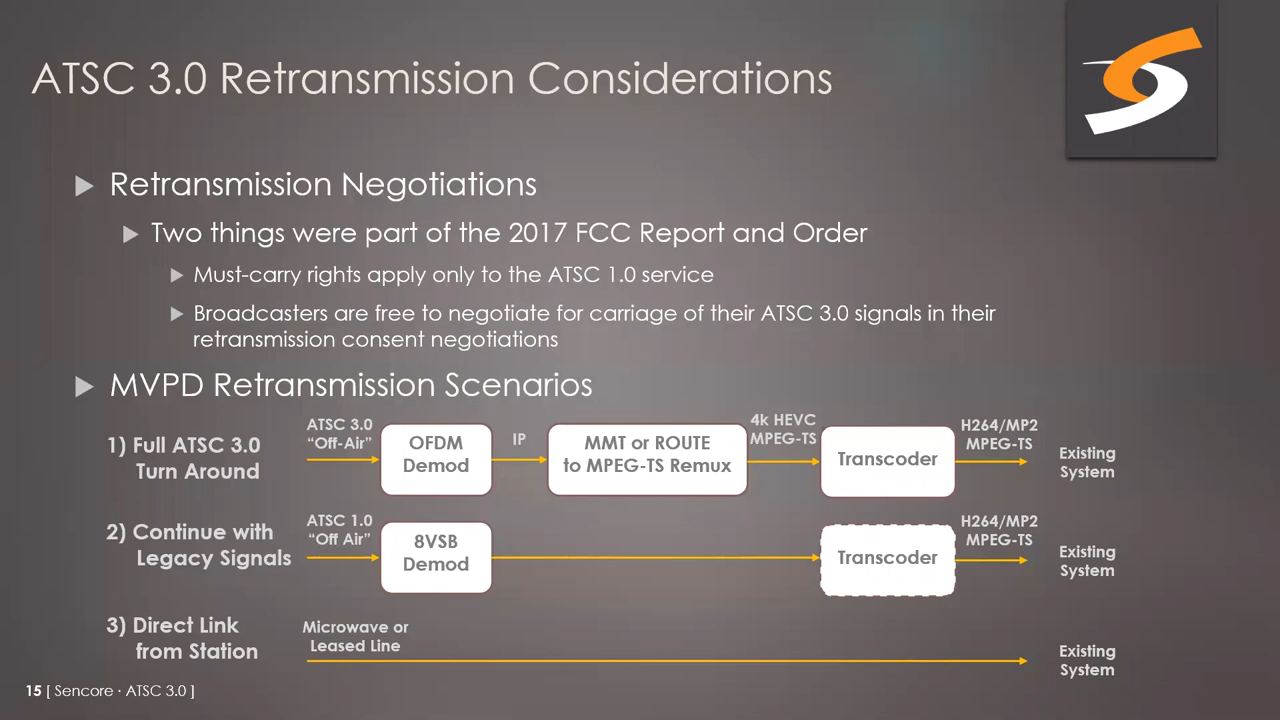 ATSC 3.0 Retransmission Considerations
Retransmission Negotiations
Two things were part of the 2017 FCC Report and Order
Must-carry rights apply only to the ATSC 1.0 service
Broadcasters are free to negotiate for carriage of their ATSC 3.0 signals in their
retransmission consent negotiations
MVPD Retransmission Scenarios
1) Full ATSC 3.0
Turn Around
ATSC 3.0
“Off-Air”
OFDM
Demod
IP
MMT or ROUTE
to MPEG-TS Remux
4k HEVC
MPEG-TS
Transcoder
H264/MP2
MPEG-TS
Existing
System
2) Continue with
Legacy Signals
ATSC 1.0
“Off Air”
8VSB
Demod
Transcoder
H264/MP2
MPEG-TS
Existing
System
3) Direct Link
from Station
Microwave or
Leased Line
Existing
System
15 [ Sencore · ATSC 3.0 ]